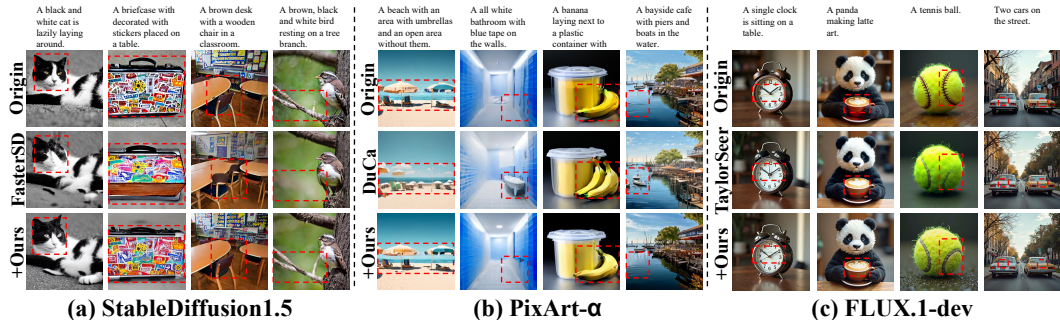 A black and
white cat is
lazily laying
around.
A briefcase with
decorated with
stickers placed on
a table.
A brown desk with
a wooden
chair in a
classroom.
A brown, black
and white bird
resting on a tree
branch.
A beach with an
area with umbrellas
and an open area
without them.
A all white
bathroom with
blue tape on
the walls.
A banana
laying next to
a plastic
container with
A bayside cafe
with piers and
boats in the
water.
A single clock
is sitting on a
table.
A panda
making latte
art.
A tennis ball.
Two cars on
the street.
Origin
FasterSD
+Ours
Origin
DuCa
+Ours
Origin
TaylorSeer
+Ours
(a) StableDiffusion1.5
(b) PixArt-α
(c) FLUX.1-dev